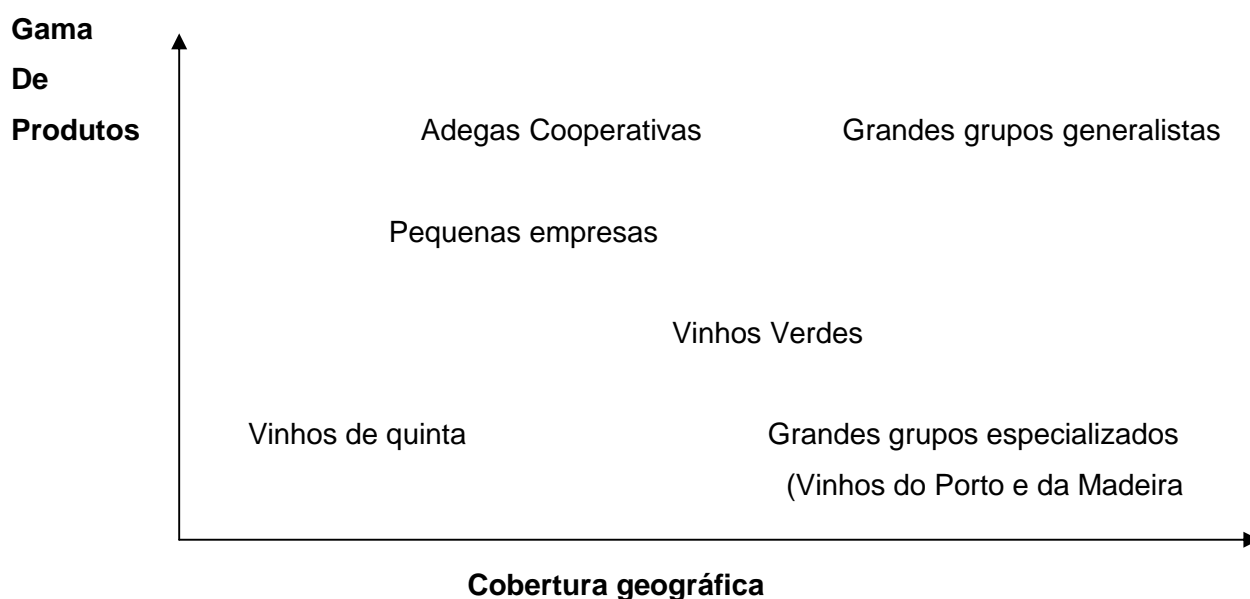 Gama
De
Produtos
Adegas Cooperativas
Grandes grupos generalistas
Pequenas empresas
Vinhos Verdes
Vinhos de quinta
Grandes grupos especializados
(Vinhos do Porto e da Madeira
Cobertura geográfica